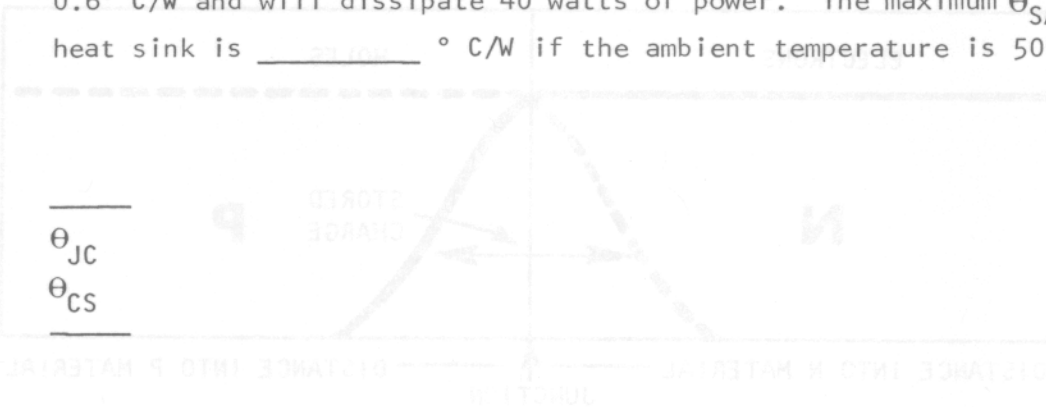 0.6 °C/W and will dissipate 40 watts of power. The maximum θSA
heat sink is ________ ° C/W if the ambient temperature is 50
HOLES
STORED
CHARGE
N
P
θJC
θCS
DISTANCE INTO N MATERIAL
DISTANCE INTO P MATERIAL